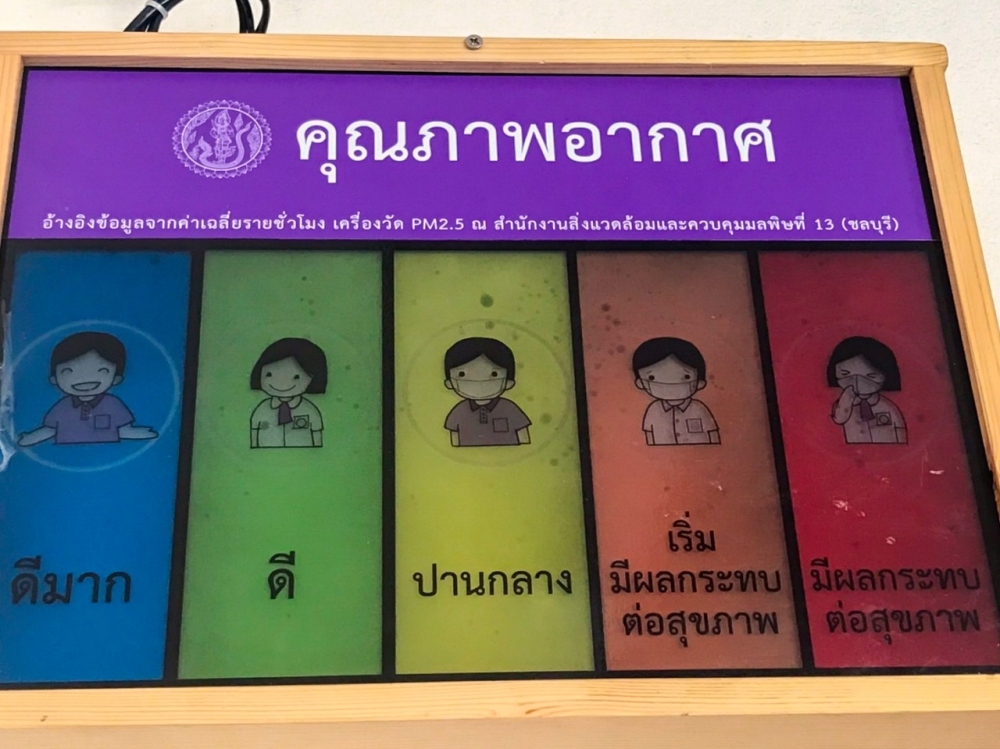 คุณภาพอากาศ
อ้างอิงข้อมูลจากค่าเฉลี่ยรายชั่วโมง เครื่องวัด PM2.5 ณ สำนักงานสิ่งแวดล้อมและควบคุมมลพิษที่ 13 (ชลบุรี)
ดีมาก
ดี
ปานกลาง
เริ่ม
มีผลกระทบ
ต่อสุขภาพ
มีผลกระทบ
ต่อสุขภาพ